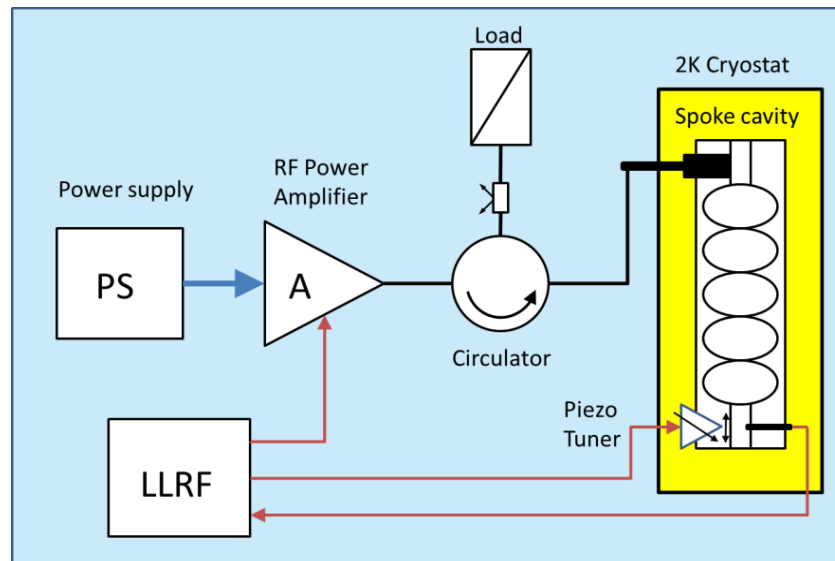 Load
2K Cryostat
Spoke cavity
RF Power
Amplifier
Power supply
PS
A
Circulator
Piezo
Tuner
LLRF